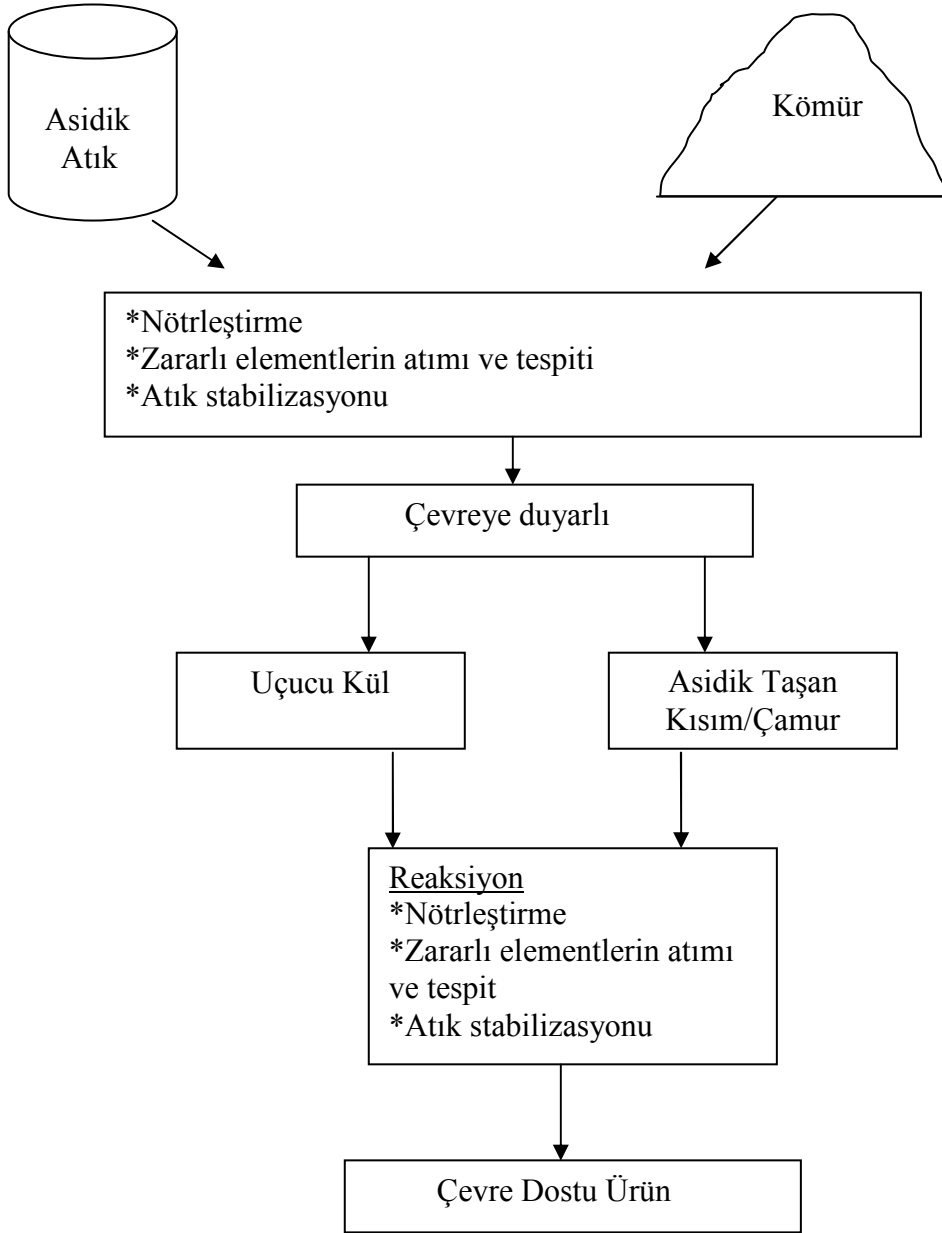 Asidik
Atık
Kömür
*Nötrleştirme
*Zararlı elementlerin atımı ve tespiti
*Atık stabilizasyonu
Çevreye duyarlı
Uçucu Kül
Asidik Taşan
Kısım/Çamur
Reaksiyon
*Nötrleştirme
*Zararlı elementlerin atımı
ve tespit
*Atık stabilizasyonu
Çevre Dostu Ürün